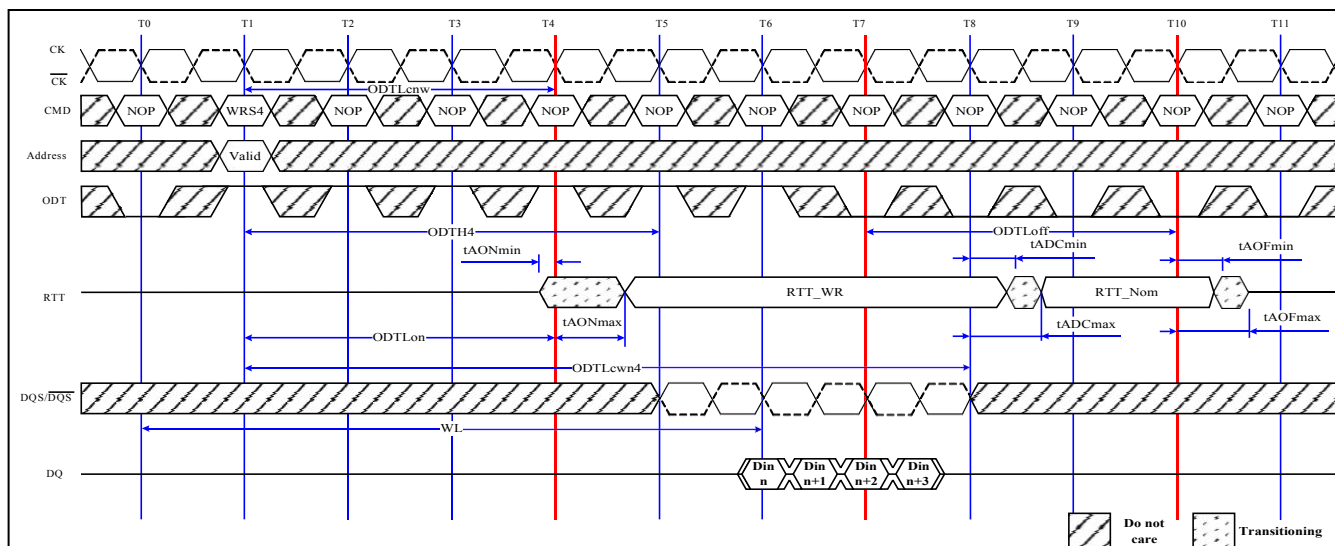 T0 T1 T2 T3 T4 T5 T6 T7 T8 T9 T10 T11
CK
CK
ODTLcnw
CMD NOP WRS4 NOP NOP NOP NOP NOP NOP NOP NOP NOP NOP
Address Valid
ODT
ODTH4 ODTLoff
tAONmin tADCmin tAOFmin
RTT RTT_WR RTT_Nom
tAONmax tADCmax tAOFmax
ODTLon
ODTLcwn4
DQS/DQS
WL
DQ Din n Din n+1 Din n+2 Din n+3
Do not care Transitioning